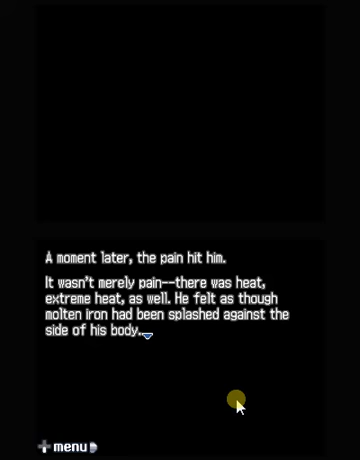 A moment later, the pain hit him.
It wasn't merely pain--there was heat,
extreme heat, as well. He felt as though
molten iron had been splashed against the
side of his body.
menu